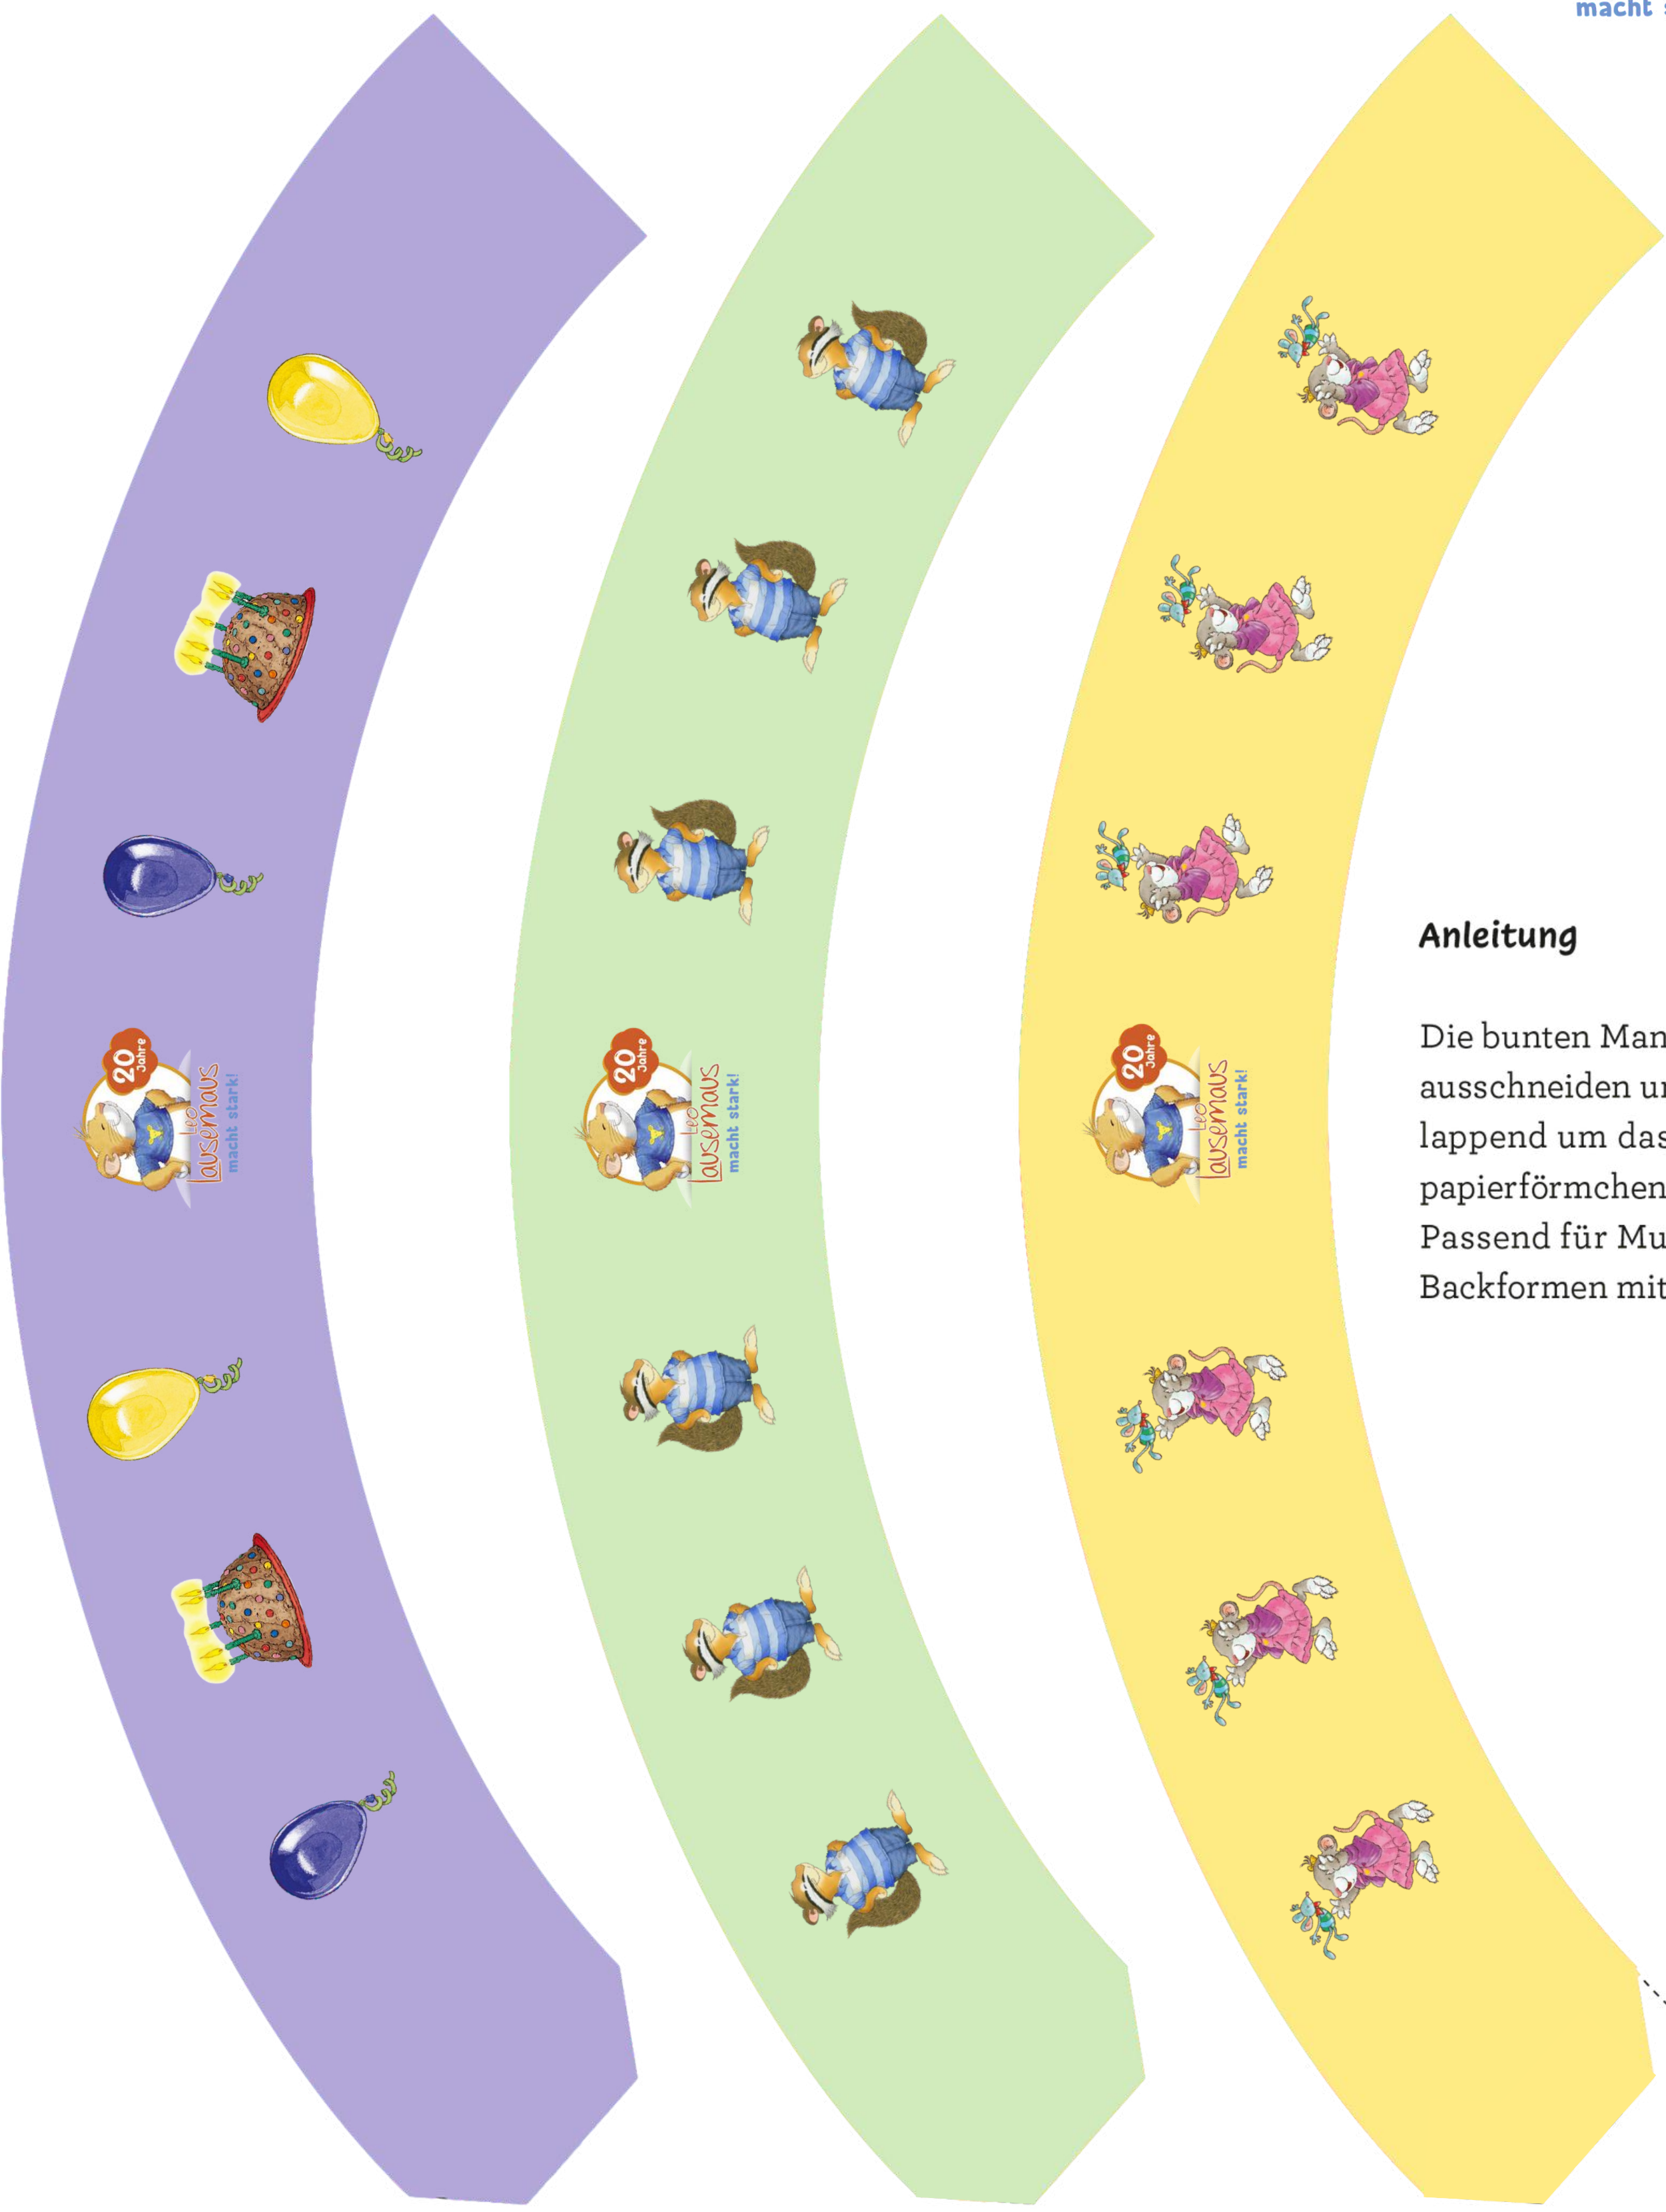 macht
20
Jahre
Leo
Lausemaus
macht stark!
20
Jahre
Leo
Lausemaus
macht stark!
20
Jahre
Leo
Lausemaus
macht stark!
Anleitung
Die bunten Man
ausschneiden u
lappend um das
papierförmchen
Passend für Mu
Backformen mit